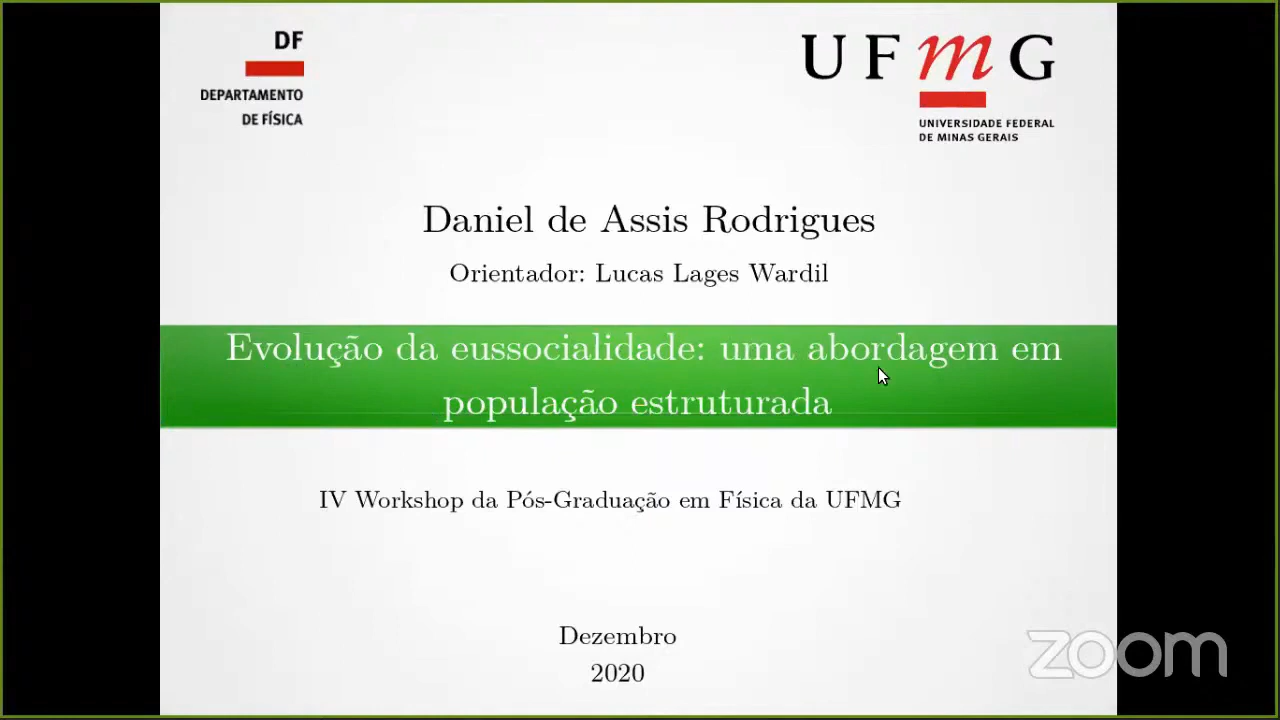 DF
DEPARTAMENTO
DE FÍSICA
UFmG
UNIVERSIDADE FEDERAL
DE MINAS GERAIS
Daniel de Assis Rodrigues
Orientador: Lucas Lages Wardil
Evolução da eussocialidade: uma abordagem em
população estruturada
IV Workshop da Pós-Graduação em Física da UFMG
Dezembro
2020
zoom